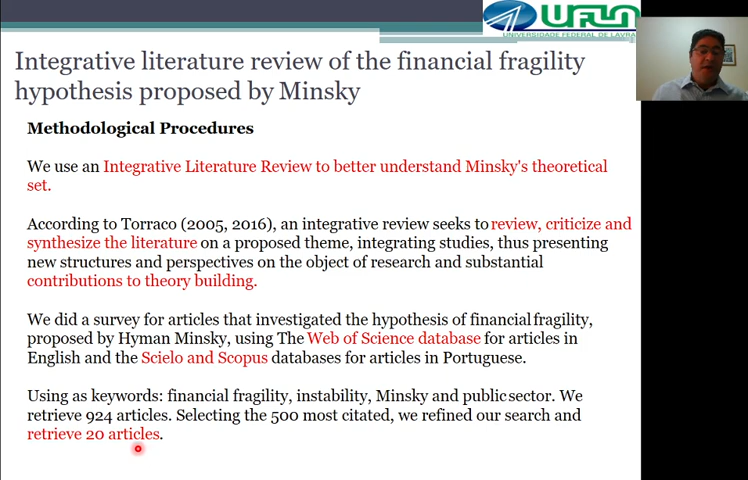 UFLA
UNIVERSIDADE FEDERAL DE LAVRA
Integrative literature review of the financial fragility
hypothesis proposed by Minsky
Methodological Procedures
We use an Integrative Literature Review to better understand Minsky's theoretical
set.
According to Torraco (2005, 2016), an integrative review seeks to review, criticize and
synthesize the literature on a proposed theme, integrating studies, thus presenting
new structures and perspectives on the object of research and substantial
contributions to theory building.
We did a survey for articles that investigated the hypothesis of financial fragility,
proposed by Hyman Minsky, using The Web of Science database for articles in
English and the Scielo and Scopus databases for articles in Portuguese.
Using as keywords: financial fragility, instability, Minsky and public sector. We
retrieve 924 articles. Selecting the 500 most cited, we refined our search and
retrieve 20 articles.